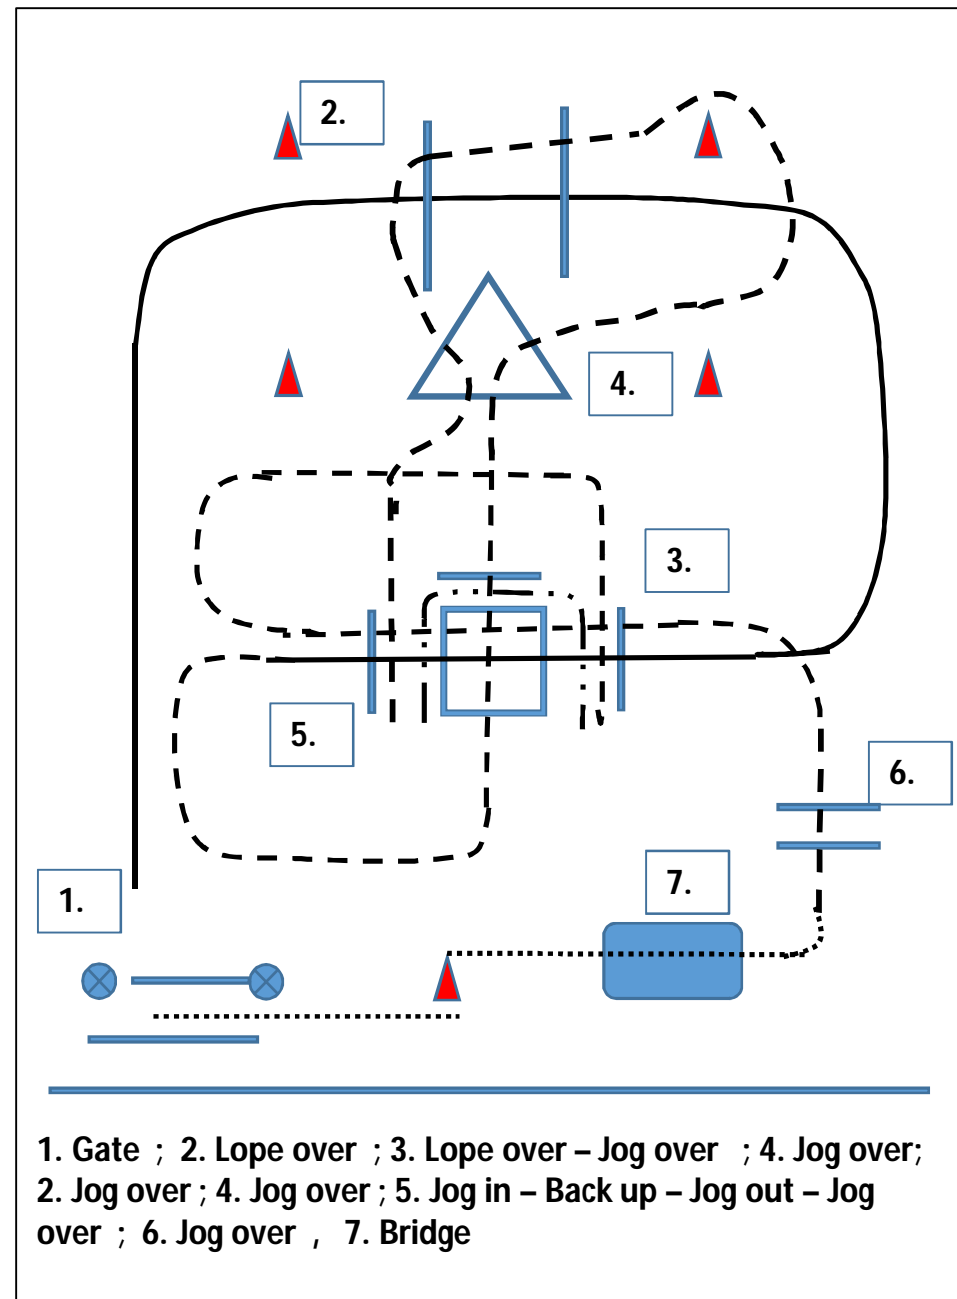 2.
4.
3.
5.
6.
7.
1.
1. Gate ; 2. Lope over ; 3. Lope over – Jog over ; 4. Jog over;
2. Jog over ; 4. Jog over ; 5. Jog in – Back up – Jog out – Jog
over ; 6. Jog over , 7. Bridge